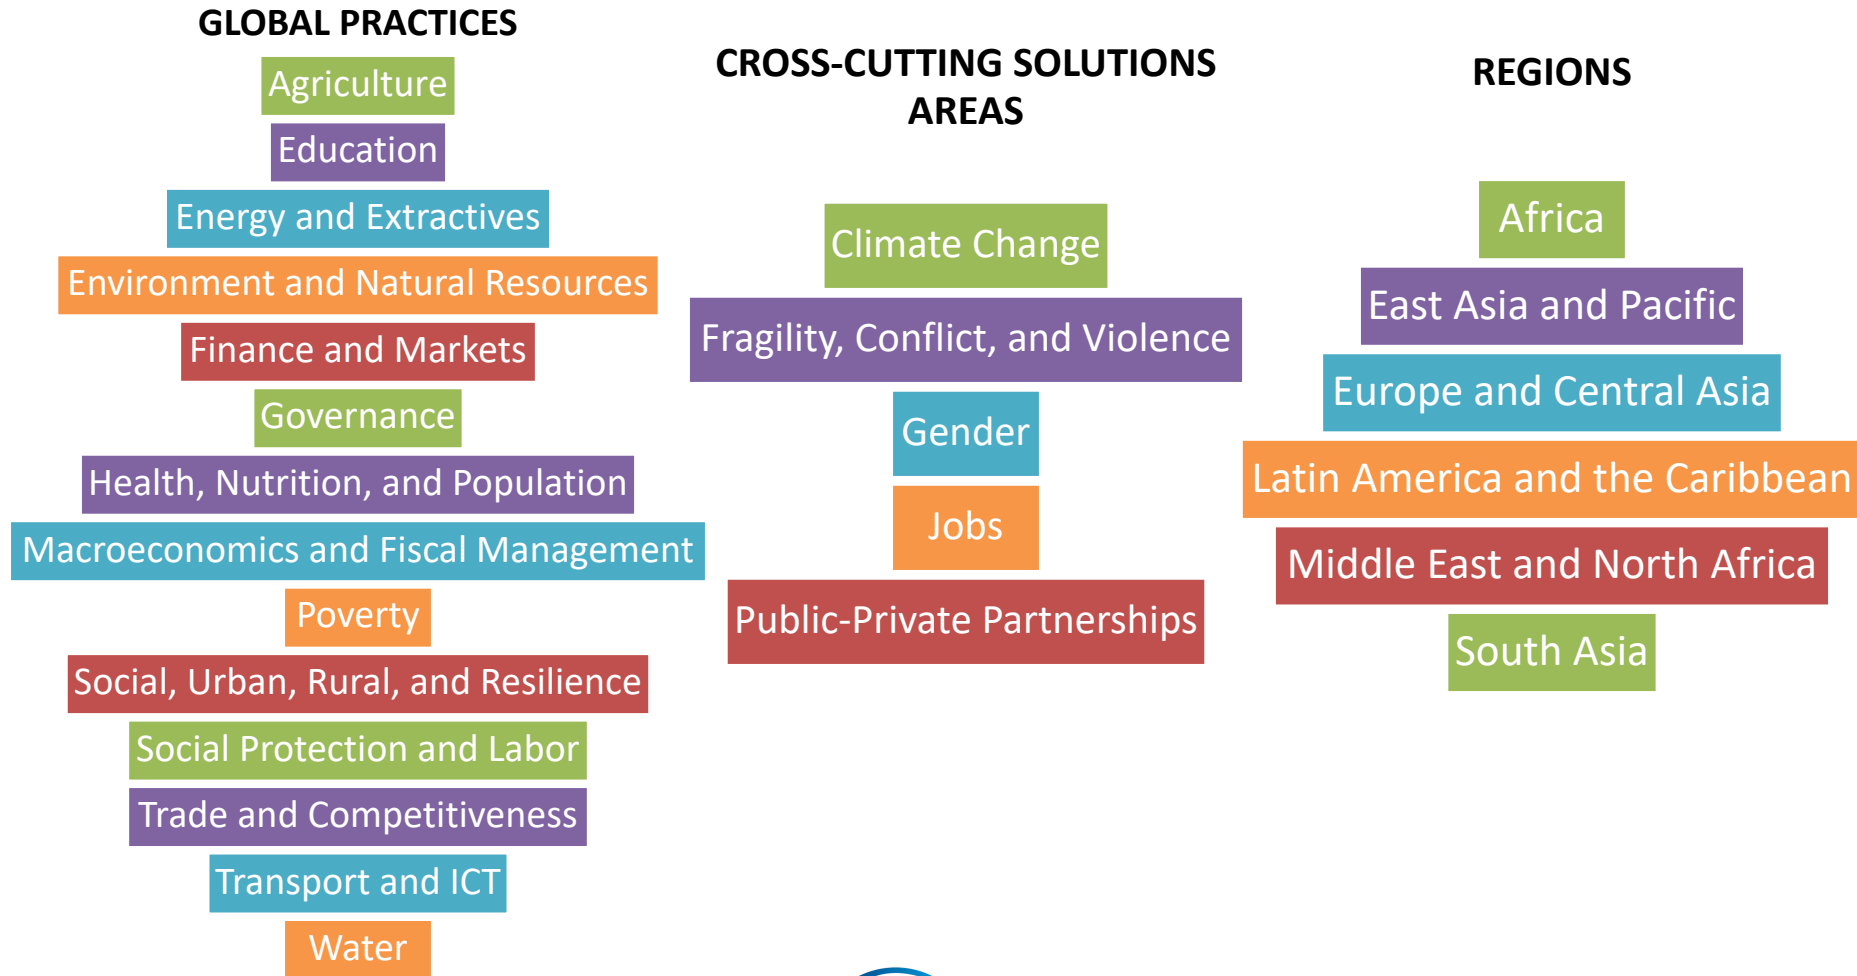 GLOBAL PRACTICES
Agriculture
Education
Energy and Extractives
Environment and Natural Resources
Finance and Markets
Governance
Health, Nutrition, and Population
Macroeconomics and Fiscal Management
Poverty
Social, Urban, Rural, and Resilience
Social Protection and Labor
Trade and Competitiveness
Transport and ICT
Water
CROSS-CUTTING SOLUTIONS
AREAS
Climate Change
Fragility, Conflict, and Violence
Gender
Jobs
Public-Private Partnerships
REGIONS
Africa
East Asia and Pacific
Europe and Central Asia
Latin America and the Caribbean
Middle East and North Africa
South Asia